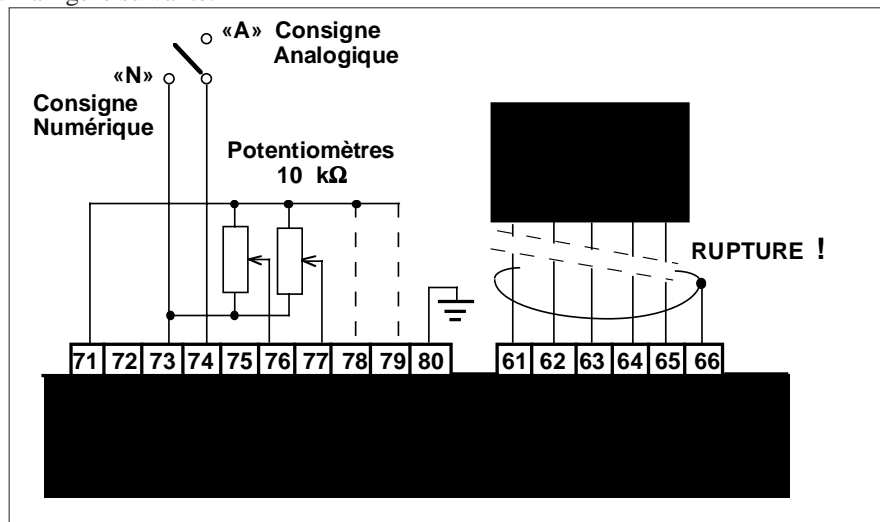 «A» Consigne
Analogique
«N»
Consigne
Numérique
Potentiomètres
10 kΩ
RUPTURE !
71 72 73 74 75 76 77 78 79 80
61 62 63 64 65 66